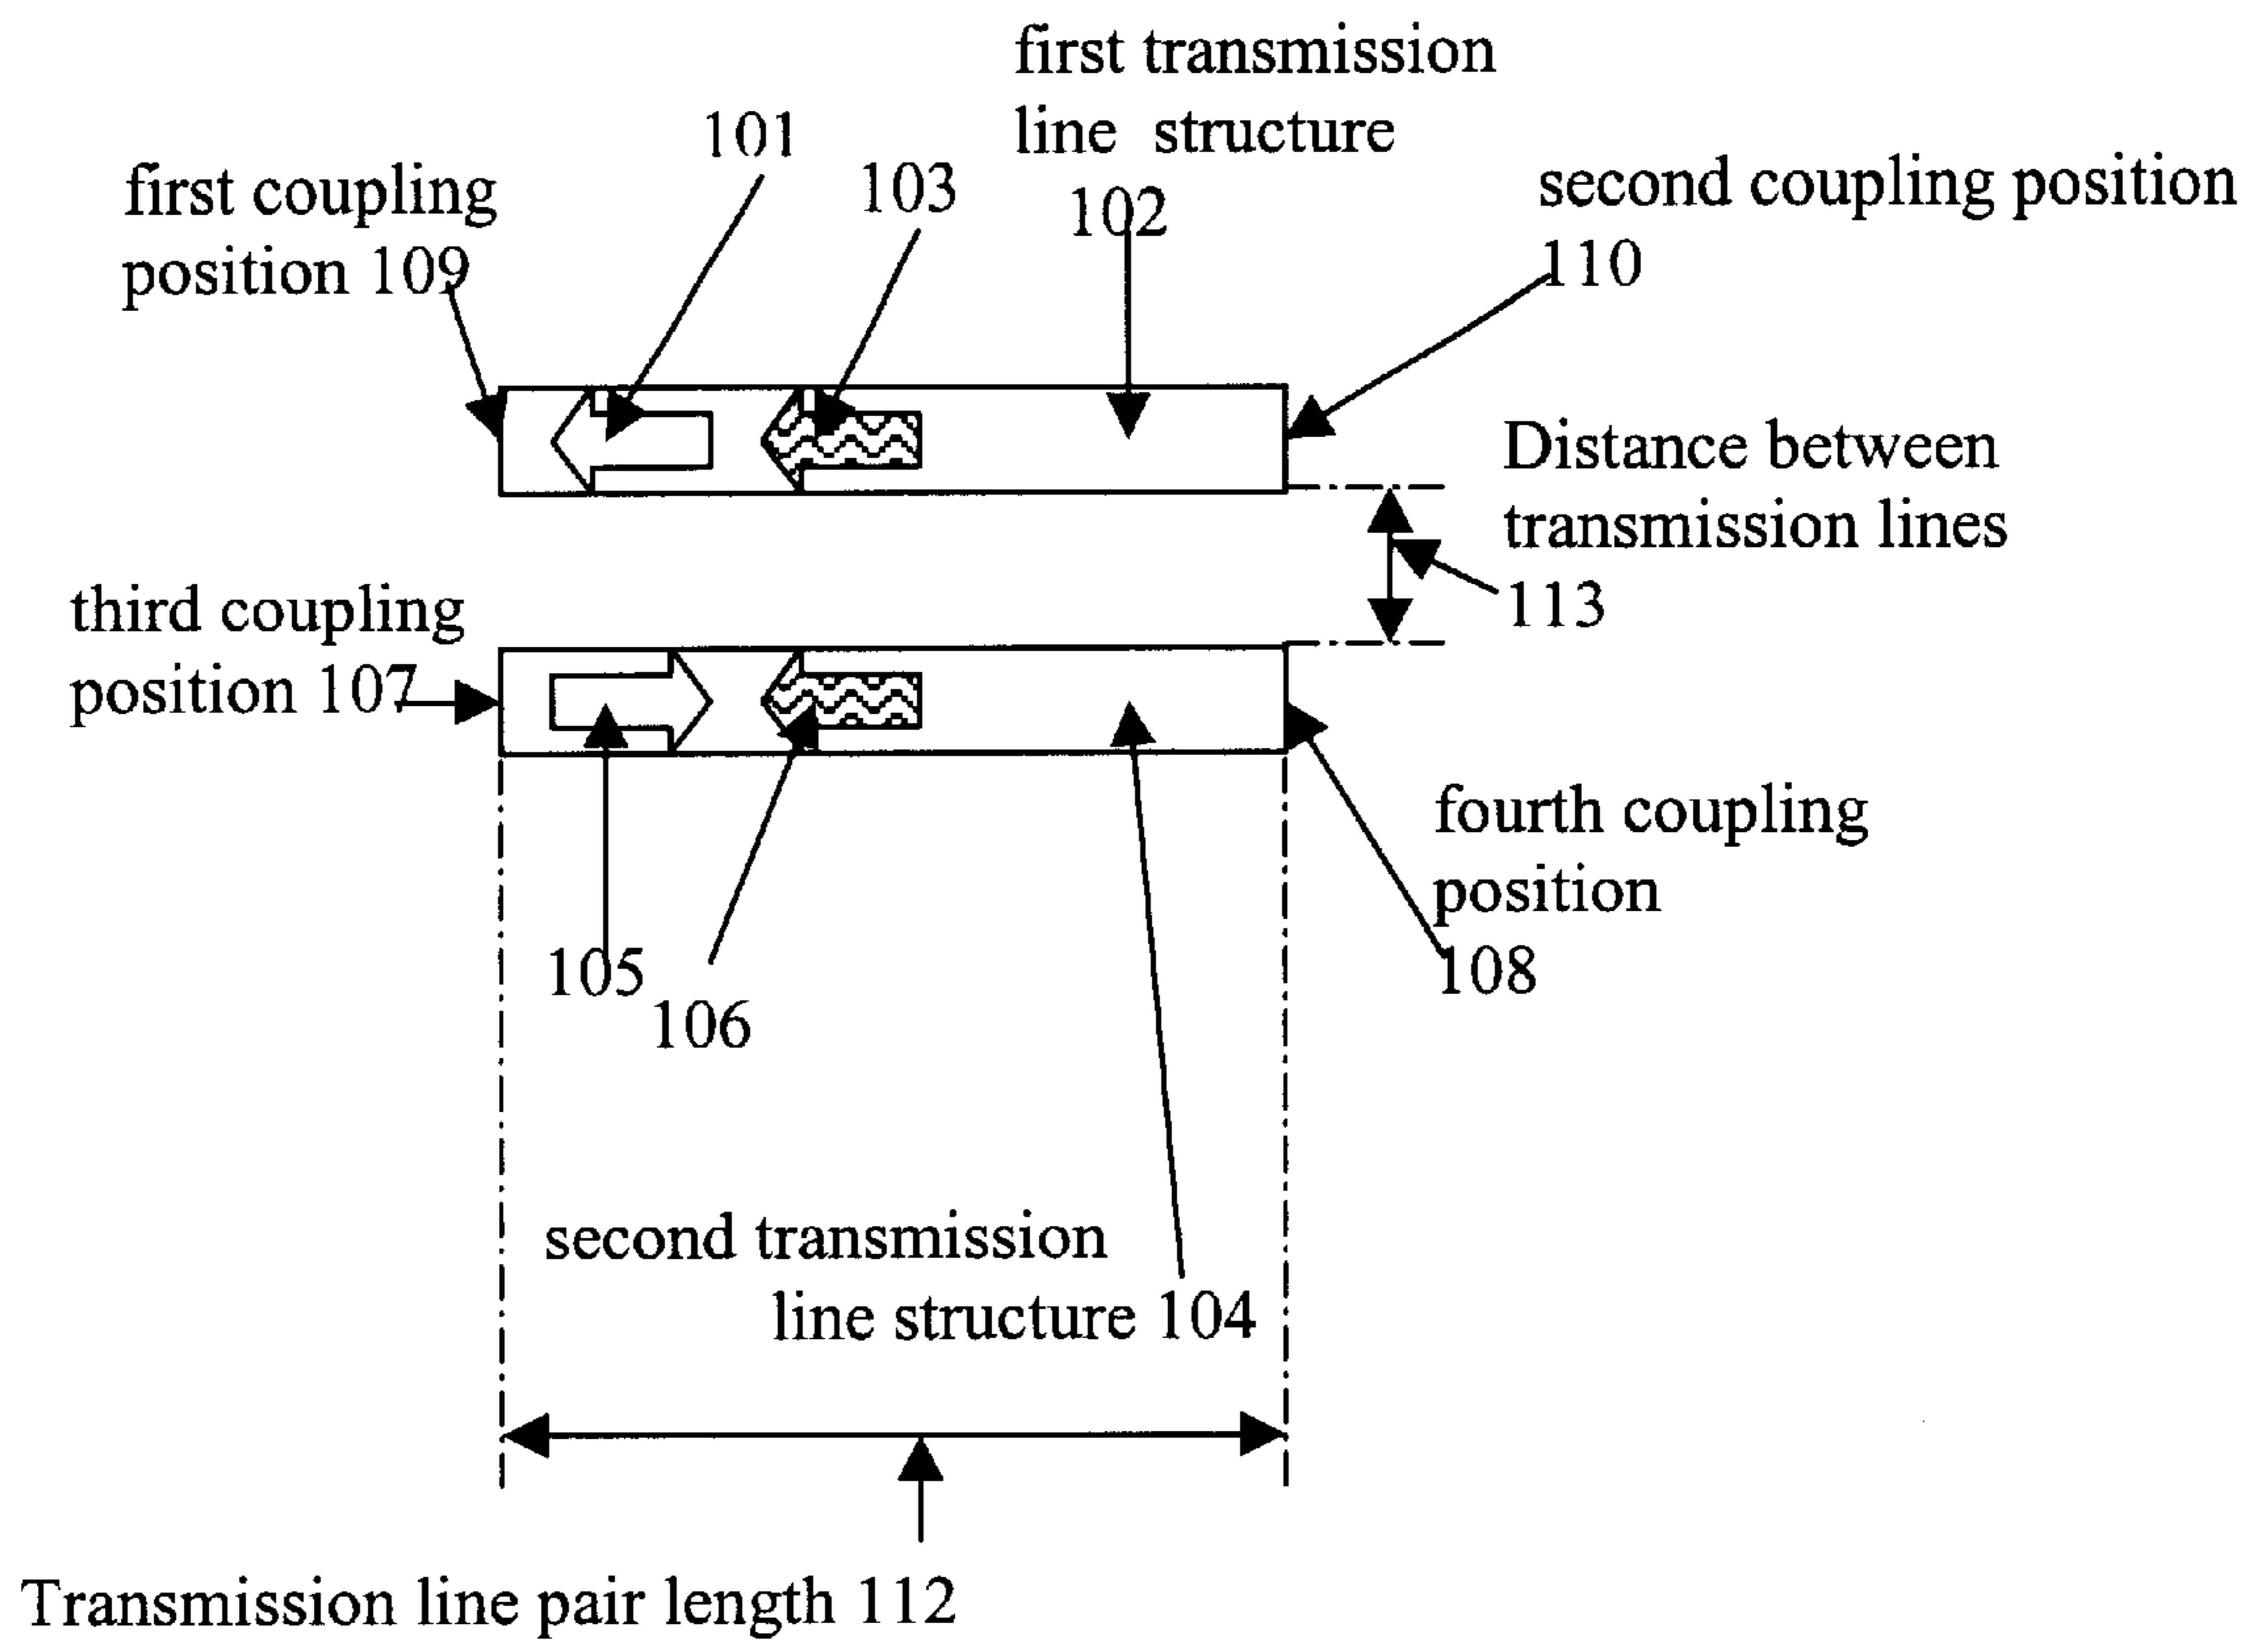 first transmission
line structure
102
101
103
first coupling
position 109
second coupling position
110
Distance between
transmission lines
113
third coupling
position 107
fourth coupling
position
108
105
106
second transmission
line structure 104
Transmission line pair length 112